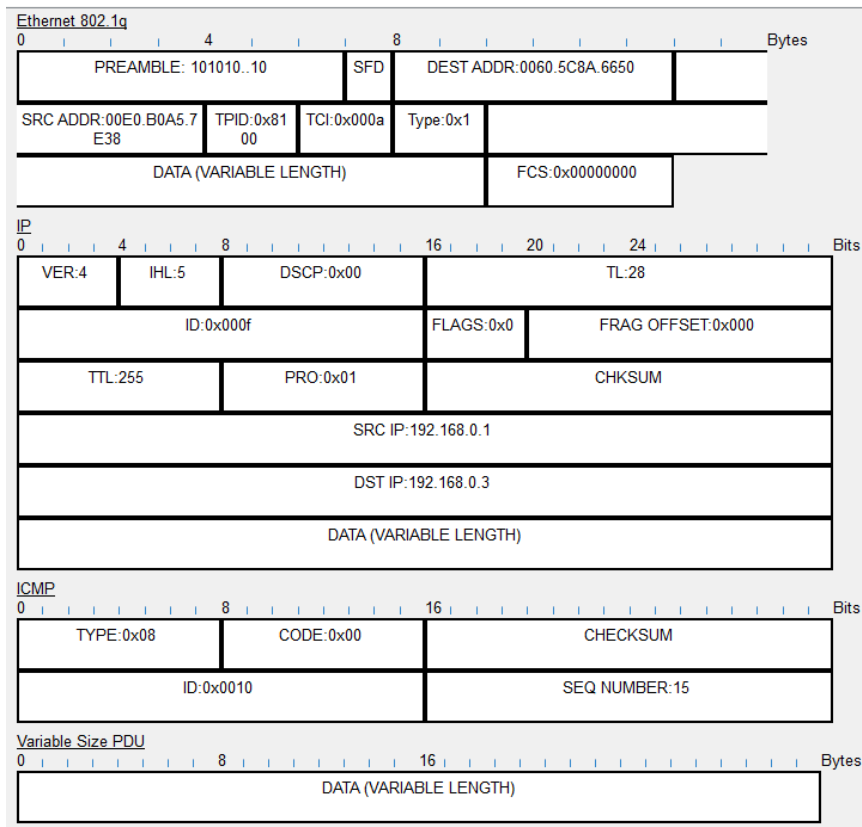 Ethernet 802.1q
0 4 8 Bytes
PREAMBLE: 101010..10 SFD DEST ADDR:0060.5C8A.6650
SRC ADDR:00E0.B0A5.7 TPID:0x81 TCI:0x000a Type:0x1
E38 00
DATA (VARIABLE LENGTH) FCS:0x00000000
IP
0 4 8 16 20 24 Bits
VER:4 IHL:5 DSCP:0x00 TL:28
ID:0x000f FLAGS:0x0 FRAG OFFSET:0x000
TTL:255 PRO:0x01 CHKSUM
SRC IP:192.168.0.1
DST IP:192.168.0.3
DATA (VARIABLE LENGTH)
ICMP
0 8 16 Bits
TYPE:0x08 CODE:0x00 CHECKSUM
ID:0x0010 SEQ NUMBER:15
Variable Size PDU
0 8 16 Bytes
DATA (VARIABLE LENGTH)